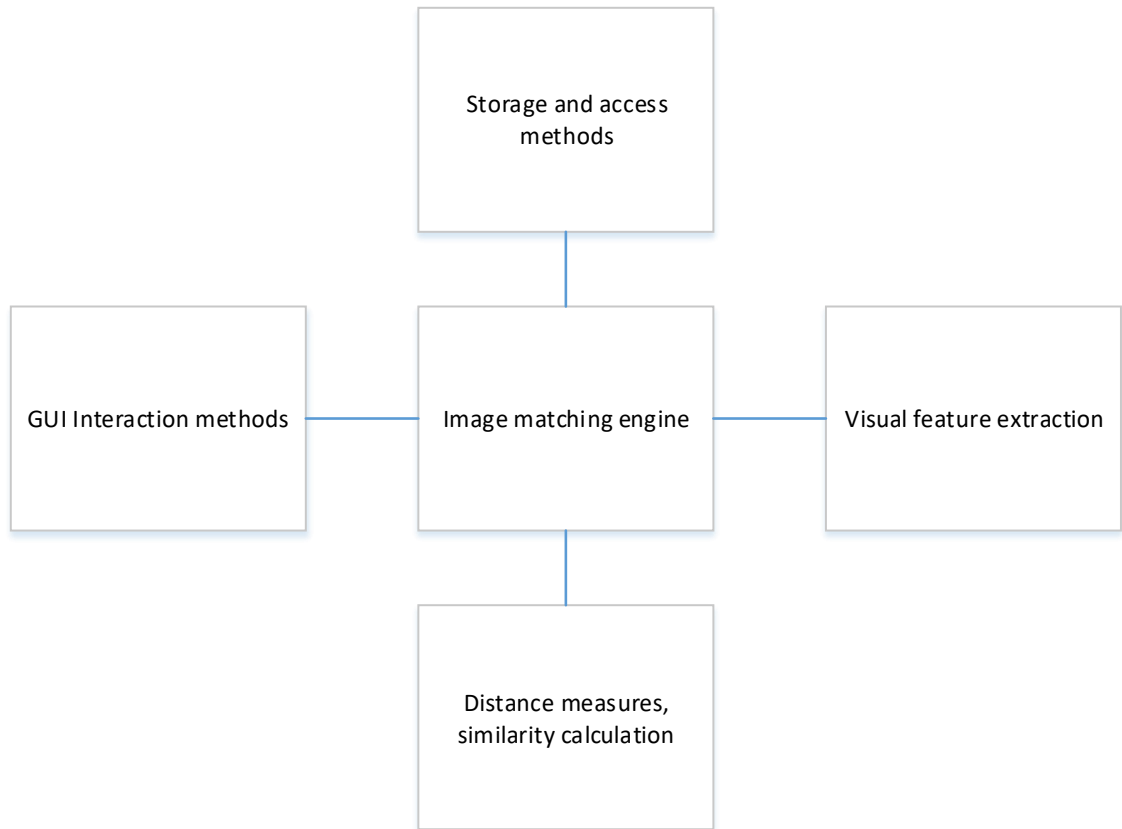 Storage and access
methods
GUI Interaction methods
Image matching engine
Visual feature extraction
Distance measures,
similarity calculation